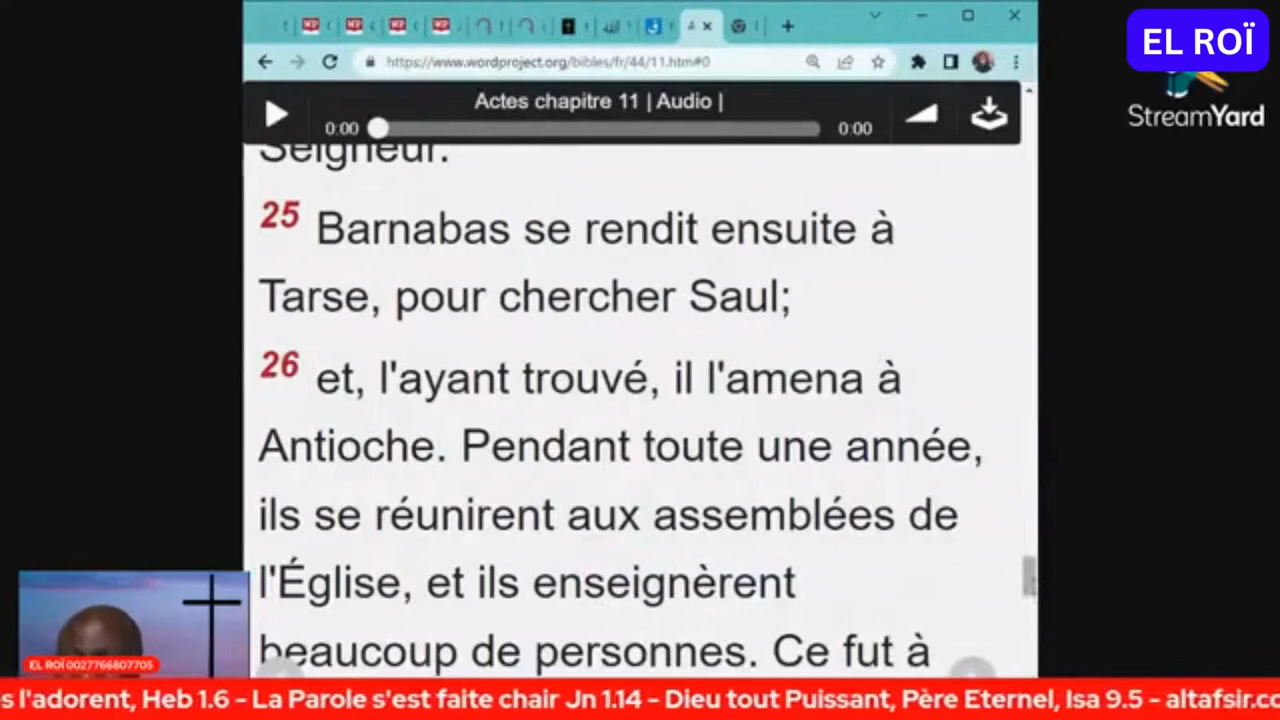 EL ROÏ
StreamYard
https://www.wordproject.org/bibles/fr/44/11.htm#0
Actes chapitre 11 | Audio |
0:00
0:00
Seigneur.
25 Barnabas se rendit ensuite à
Tarse, pour chercher Saul;
26 et, l'ayant trouvé, il l'amena à
Antioche. Pendant toute une année,
ils se réunirent aux assemblées de
l'Église, et ils enseignèrent
beaucoup de personnes. Ce fut à
EL ROÏ 0027766807705
s l'adorent, Heb 1.6 - La Parole s'est faite chair Jn 1.14 - Dieu tout Puissant, Père Eternel, Isa 9.5 - altafsir.co